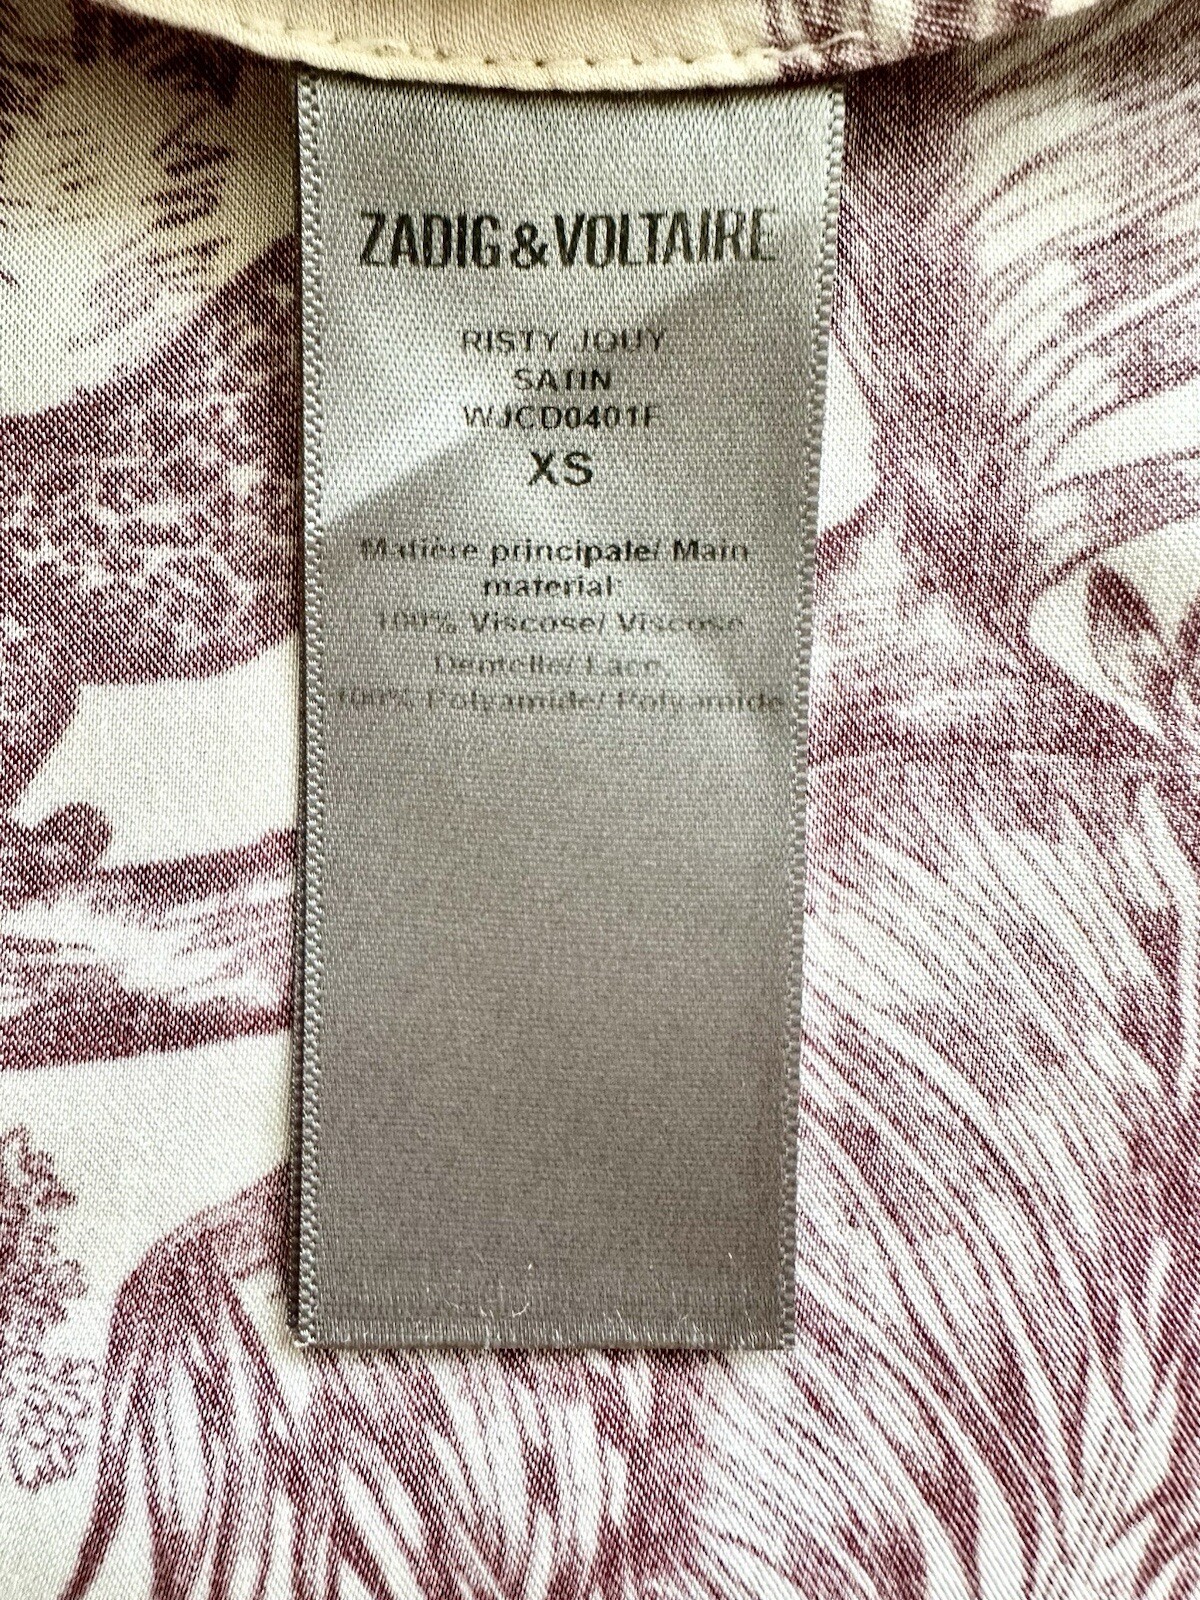 ZADIG&VOLTAIRE
RISTY JOUY
SATIN
WJCD0401F
XS
Matière principale/ Main
material
100% Viscose/ Viscose
Dentelle/ Lace
100% Polyamide/ Polyamide